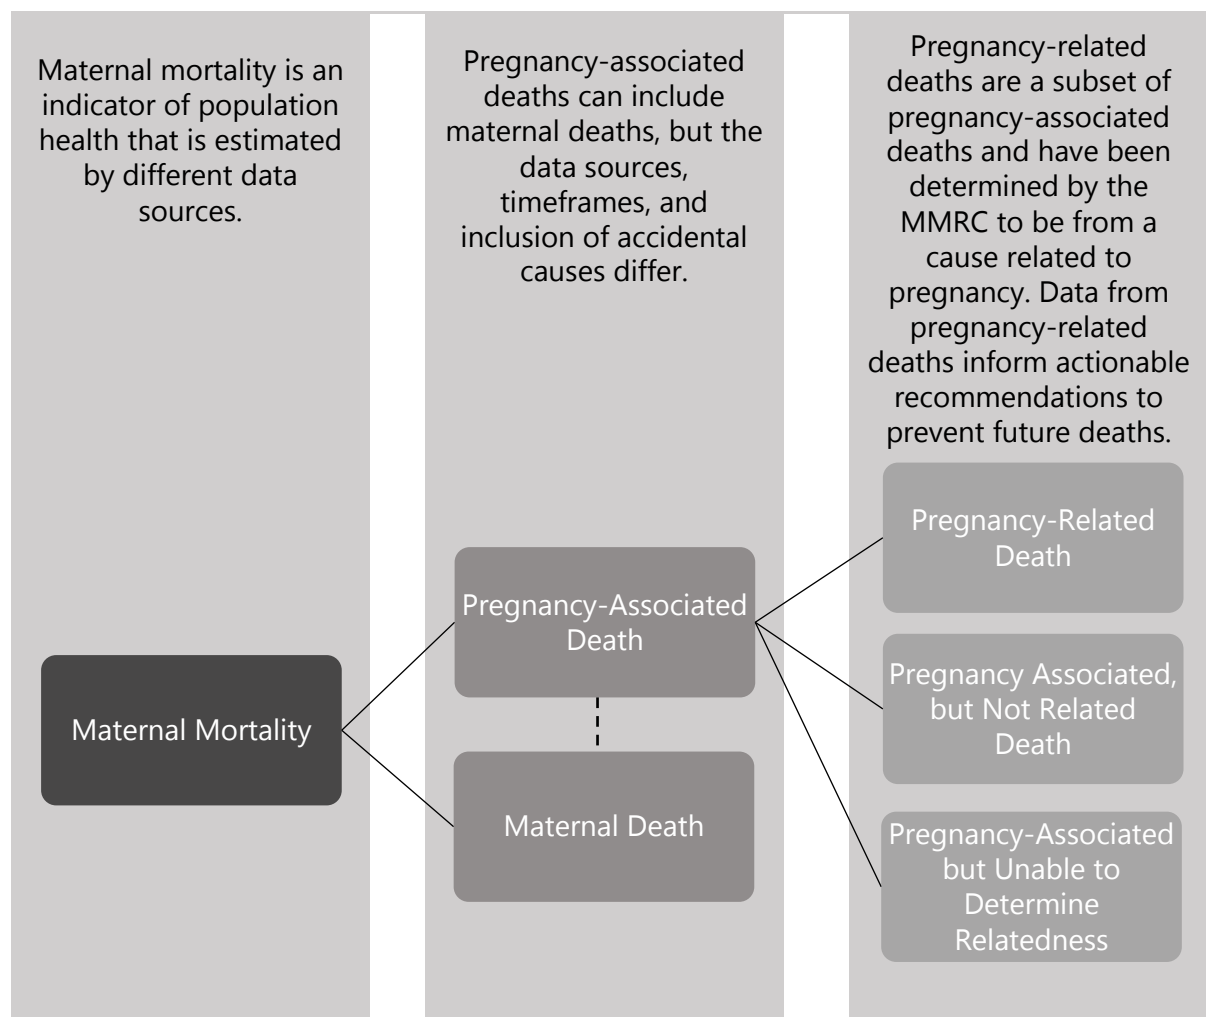 Maternal mortality is an
indicator of population
health that is estimated
by different data
sources.
Pregnancy-associated
deaths can include
maternal deaths, but the
data sources,
timeframes, and
inclusion of accidental
causes differ.
Pregnancy-related
deaths are a subset of
pregnancy-associated
deaths and have been
determined by the
MMRC to be from a
cause related to
pregnancy. Data from
pregnancy-related
deaths inform actionable
recommendations to
prevent future deaths.
Maternal Mortality
Pregnancy-Associated
Death
Maternal Death
Pregnancy-Related
Death
Pregnancy Associated,
but Not Related
Death
Pregnancy-Associated
but Unable to
Determine
Relatedness